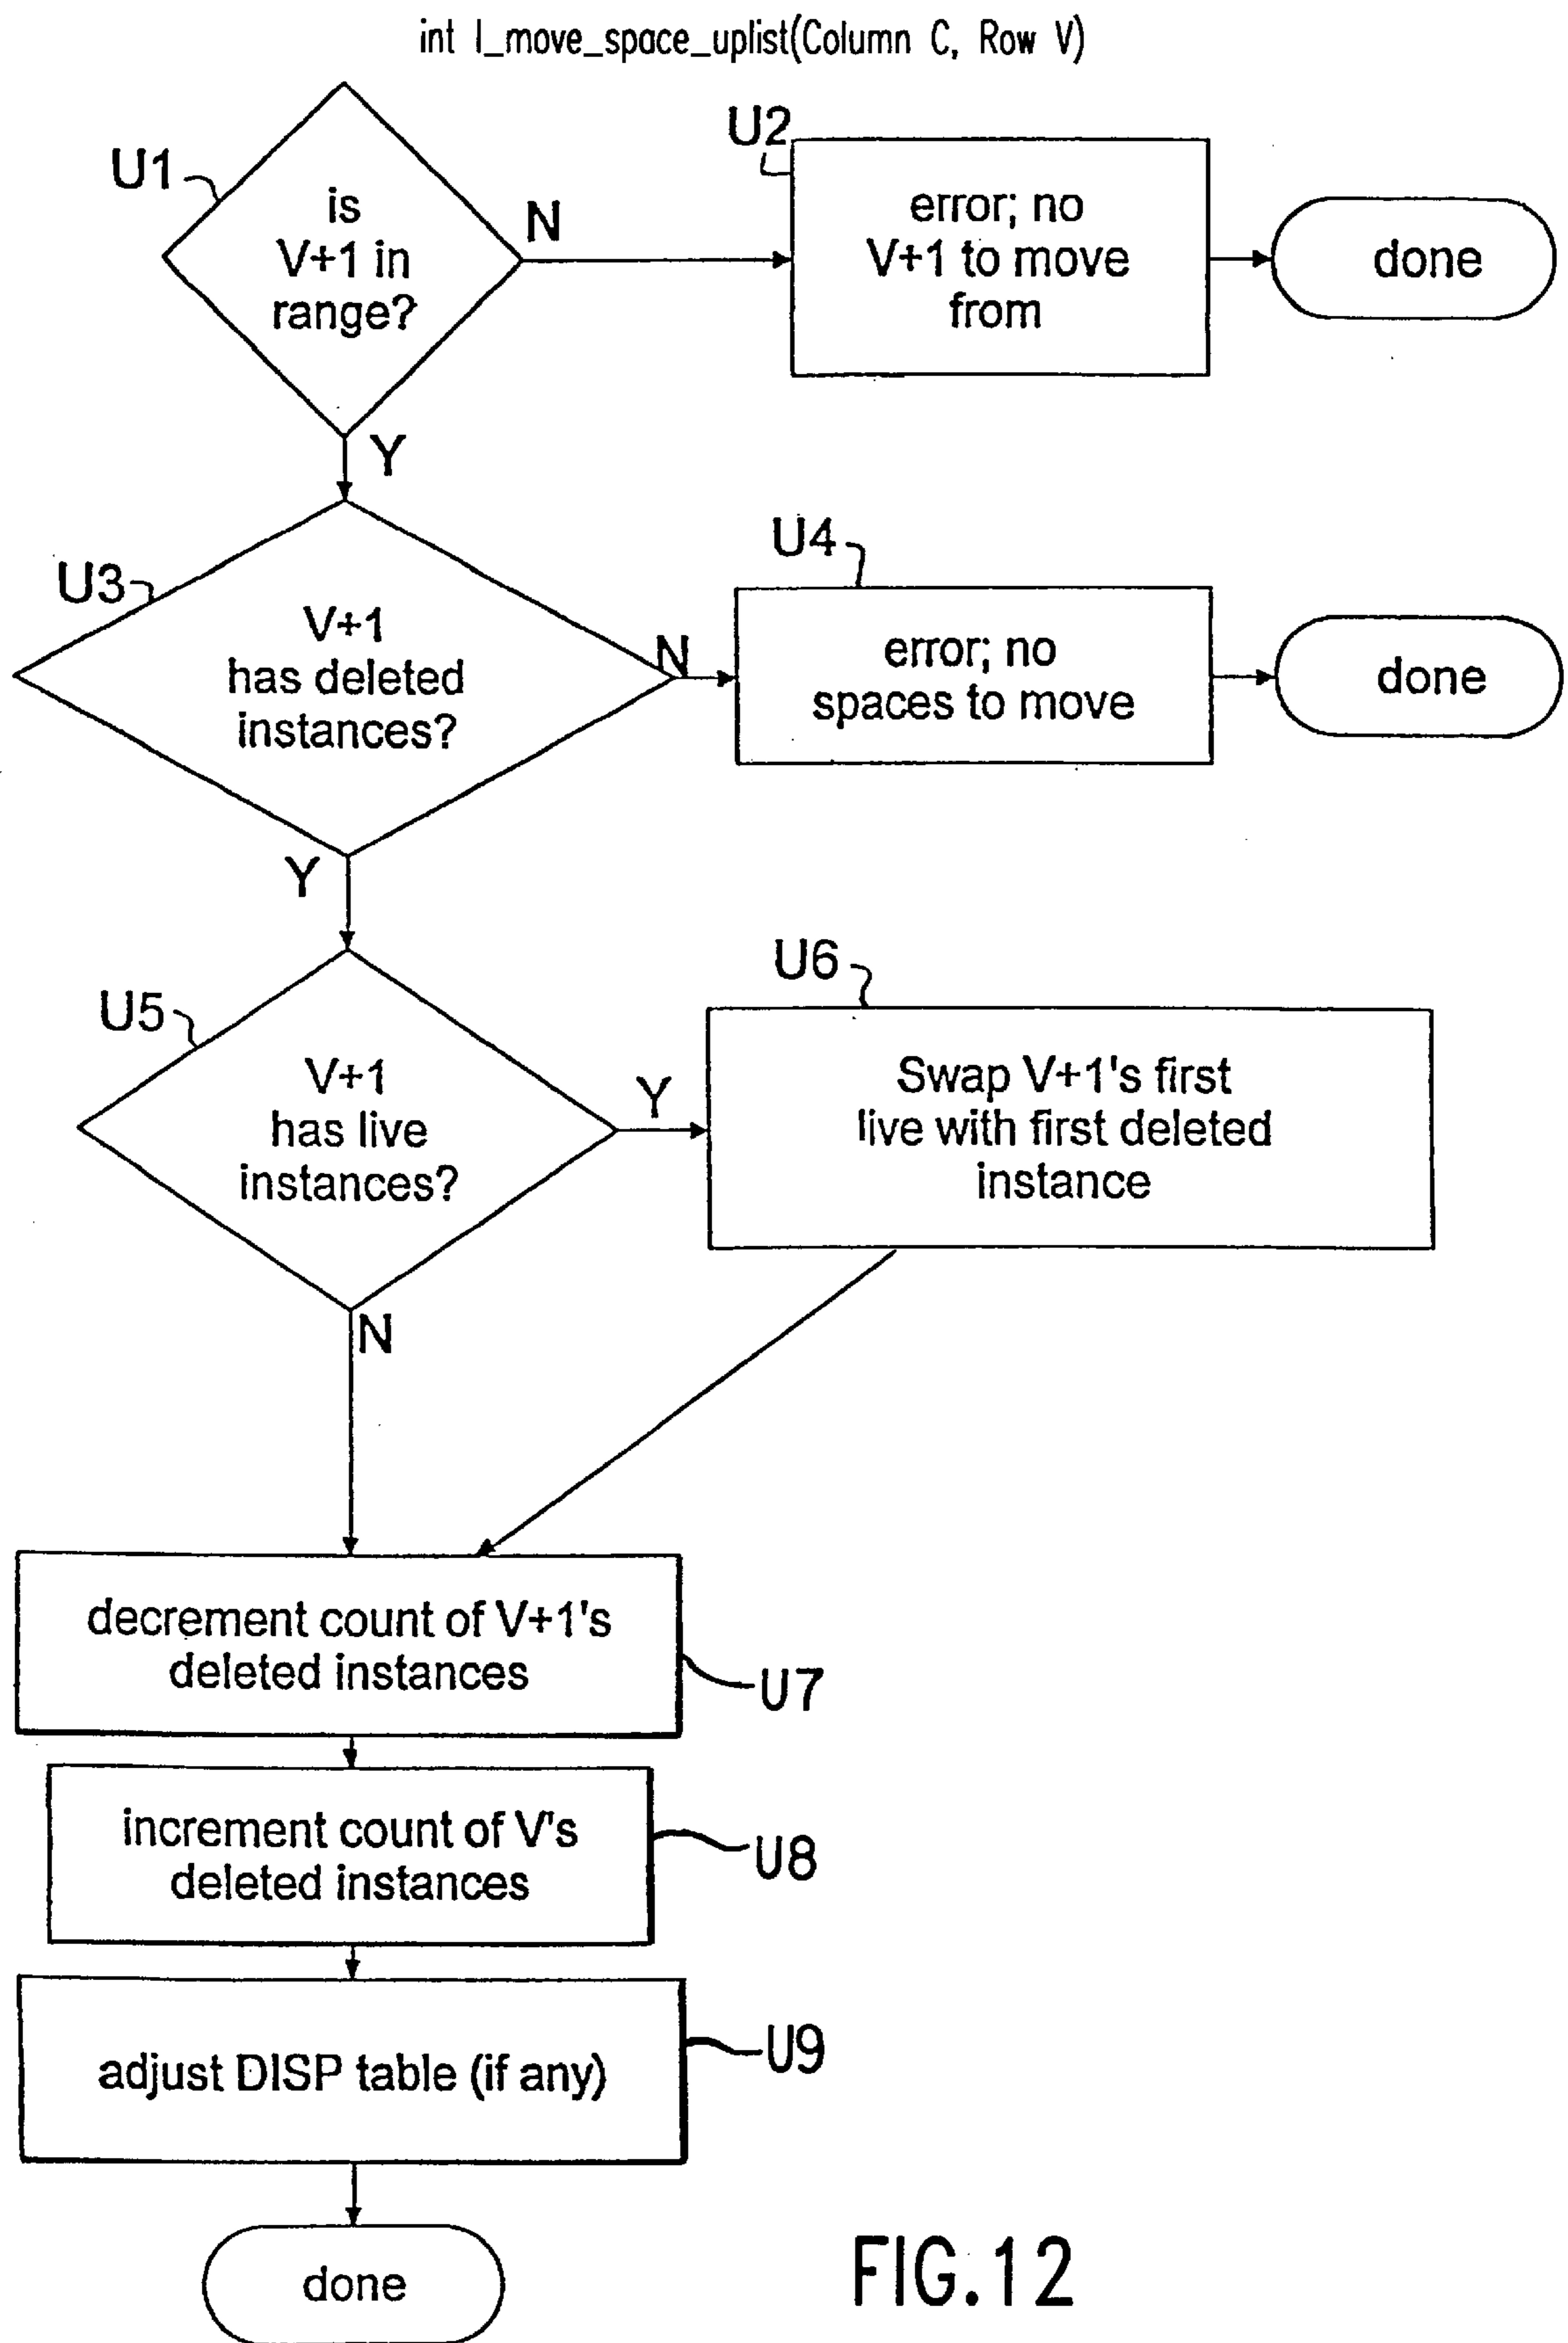 int I_move_space_uplist(Column C, Row V)
U1
is
V+1 in
range?
N
U2
error; no
V+1 to move
from
done
Y
U3
V+1
has deleted
instances?
N
U4
error; no
spaces to move
done
Y
U5
V+1
has live
instances?
Y
U6
Swap V+1's first
live with first deleted
instance
N
decrement count of V+1's
deleted instances
U7
increment count of V's
deleted instances
U8
adjust DISP table (if any)
U9
done
FIG.12